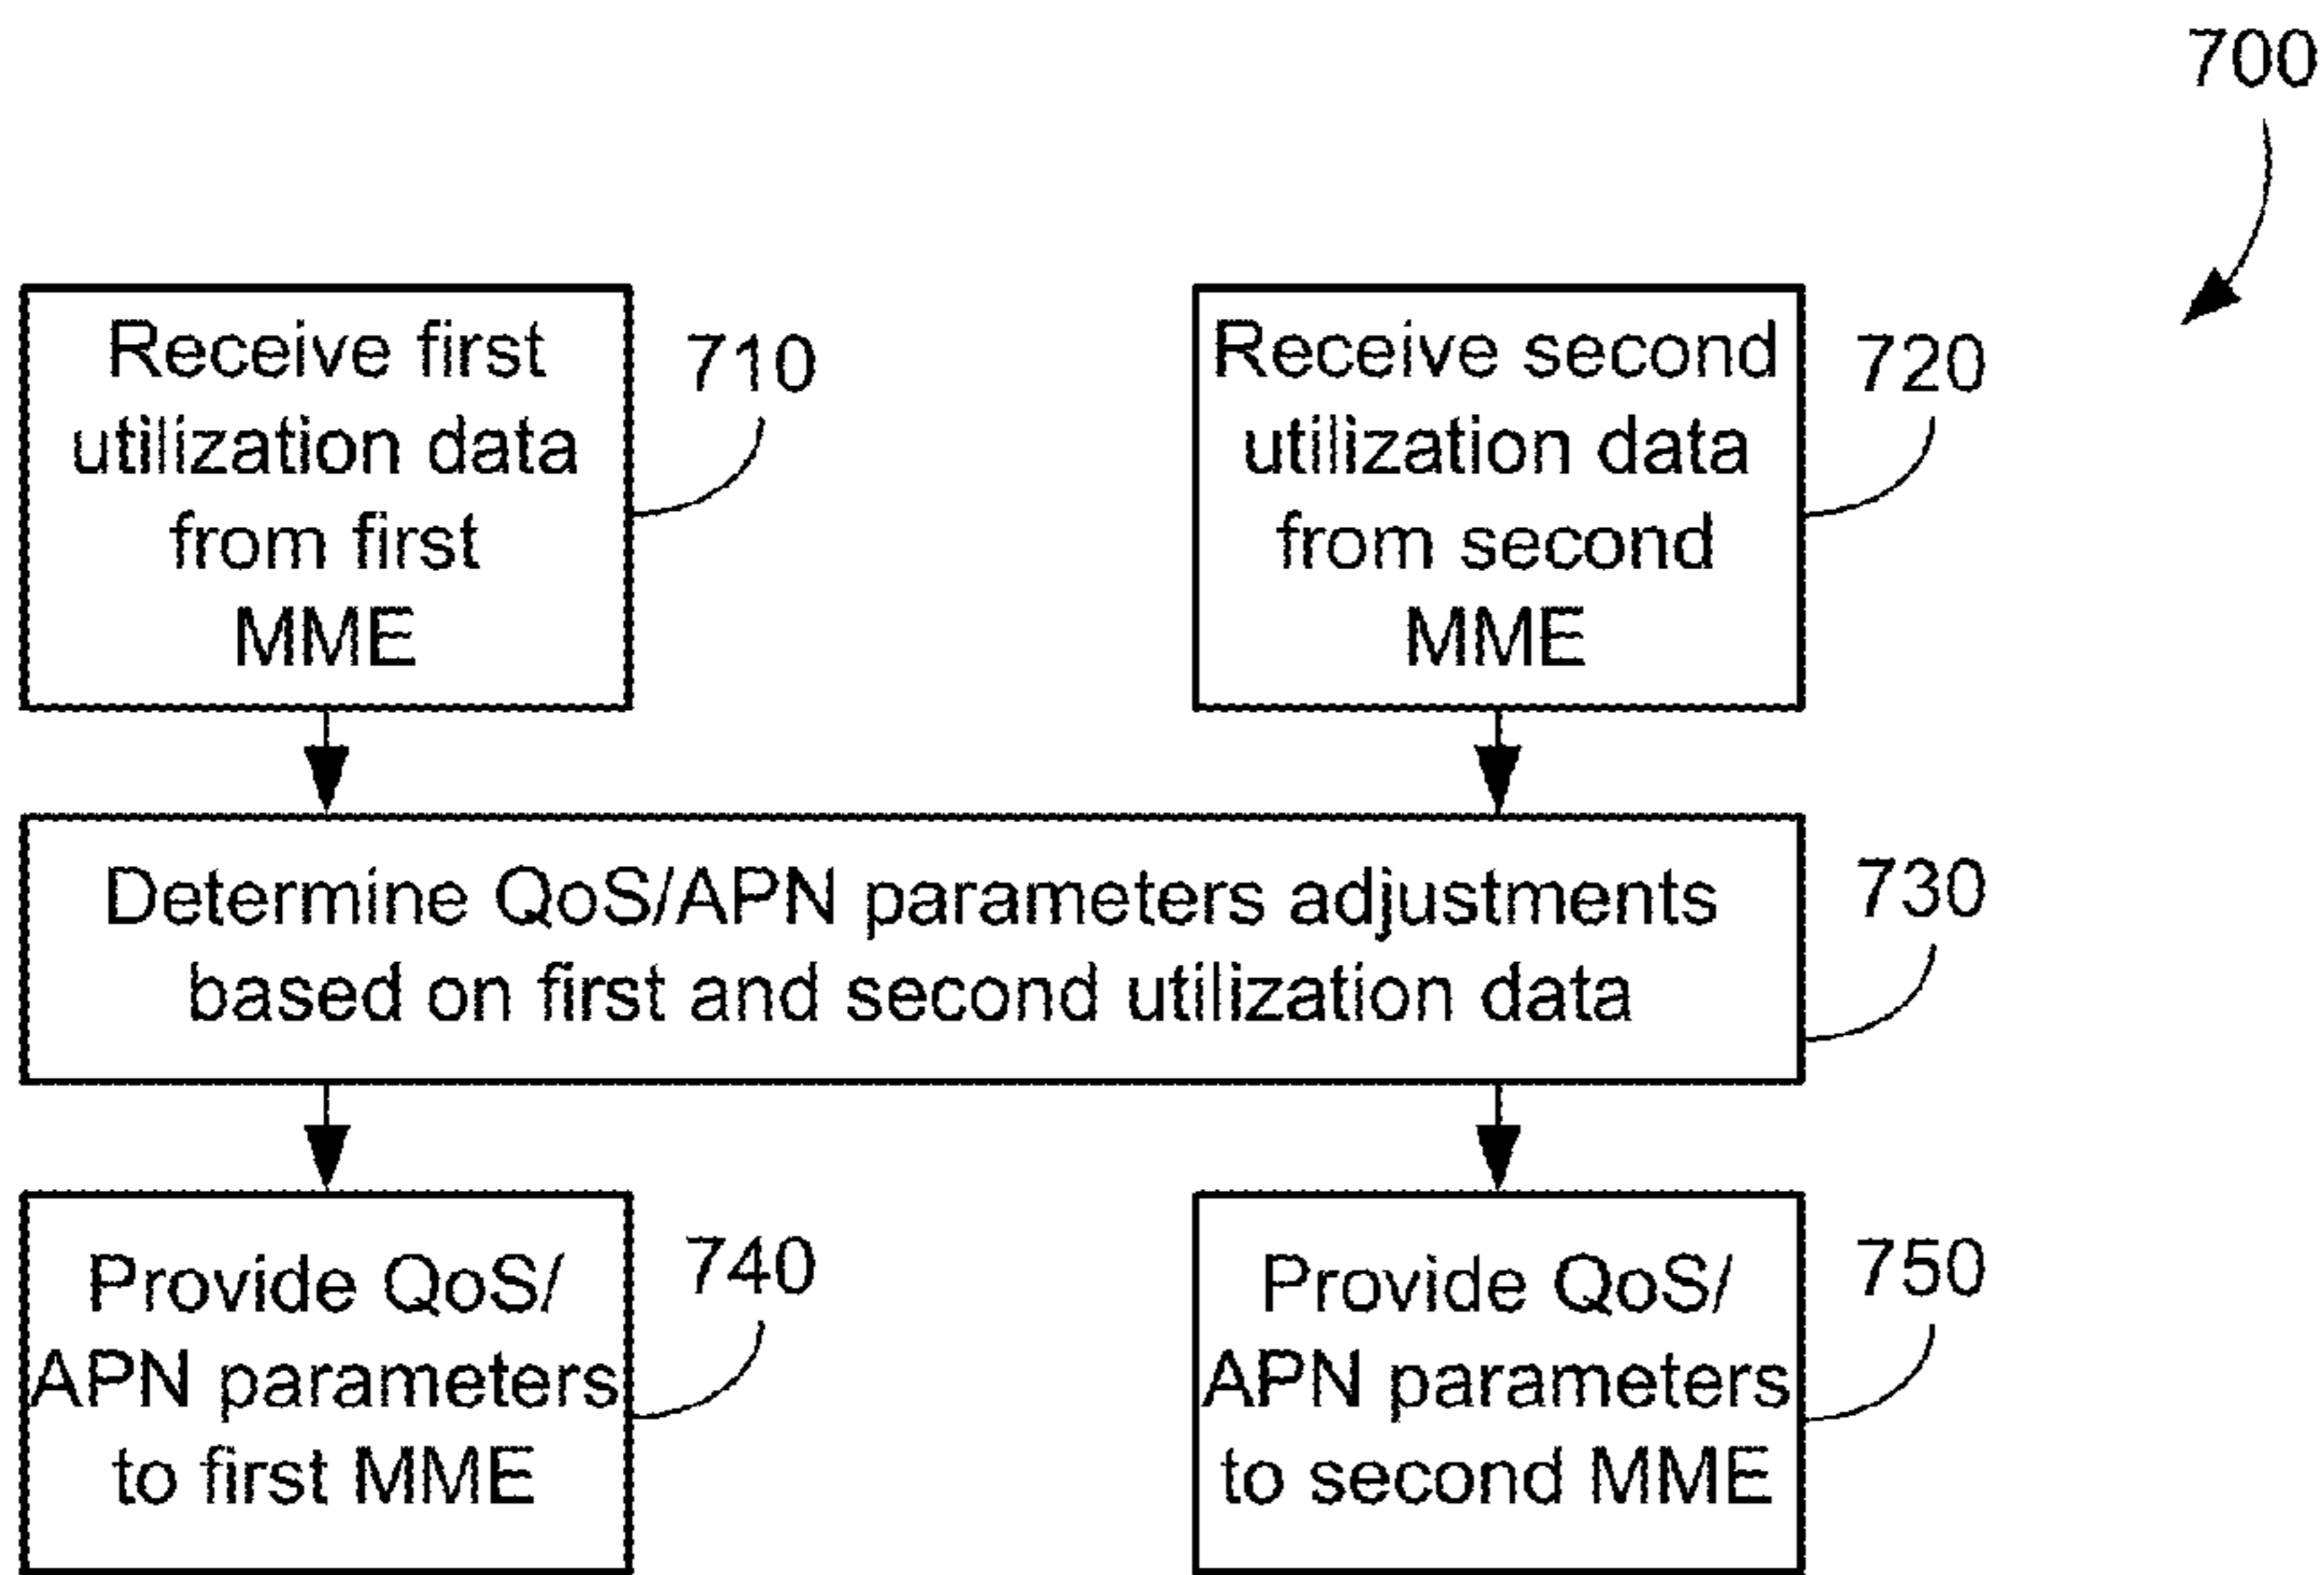 700
Receive first
utilization data
from first
MME
710
Receive second
utilization data
from second
MME
720
Determine QoS/APN parameters adjustments
based on first and second utilization data
730
Provide QoS/
APN parameters
to first MME
740
Provide QoS/
APN parameters
to second MME
750